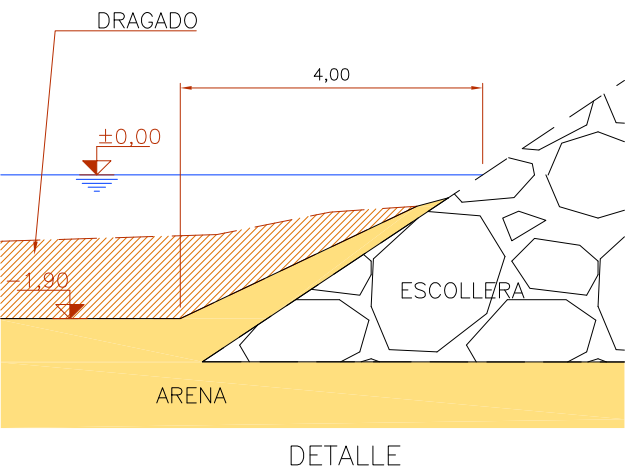 DRAGADO
4,00
±0,00
-1,90
ESCOLLERA
ARENA
DETALLE